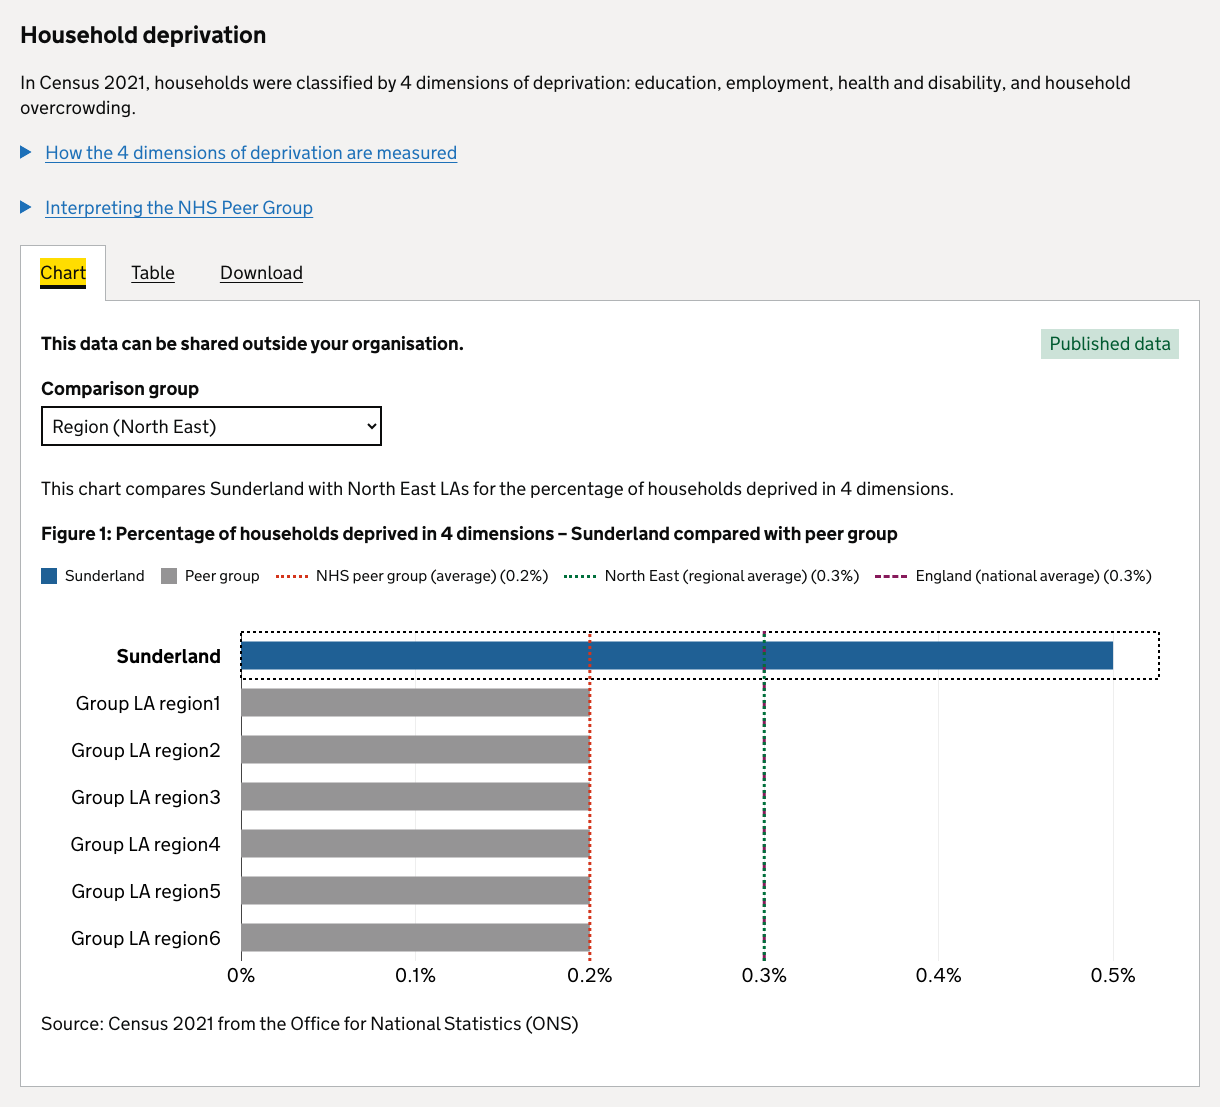 Household deprivation
In Census 2021, households were classified by 4 dimensions of deprivation: education, employment, health and disability, and household
overcrowding.
How the 4 dimensions of deprivation are measured
Interpreting the NHS Peer Group
Chart Table Download
This data can be shared outside your organisation. Published data
Comparison group
Region (North East)
This chart compares Sunderland with North East LAs for the percentage of households deprived in 4 dimensions.
Figure 1: Percentage of households deprived in 4 dimensions – Sunderland compared with peer group
Sunderland Peer group NHS peer group (average) (0.2%) North East (regional average) (0.3%) England (national average) (0.3%)
Sunderland
Group LA region1
Group LA region2
Group LA region3
Group LA region4
Group LA region5
Group LA region6
0% 0.1% 0.2% 0.3% 0.4% 0.5%
Source: Census 2021 from the Office for National Statistics (ONS)